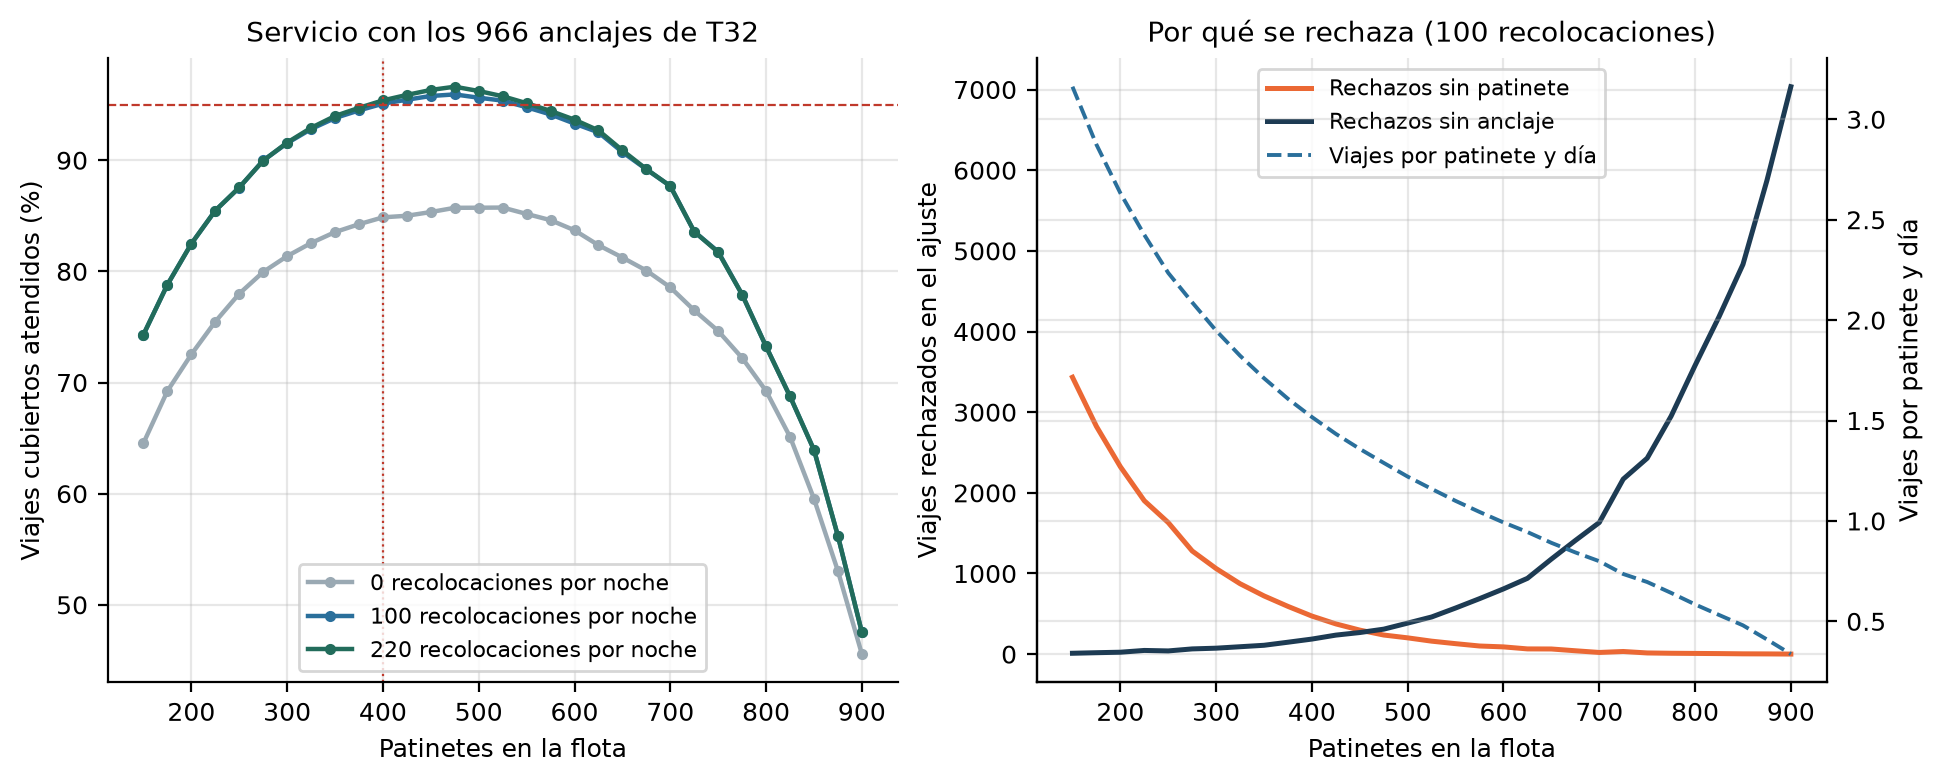 Servicio con los 966 anclajes de T32
Viajes cubiertos atendidos (%)
90
80
70
60
50
0 recolocaciones por noche
100 recolocaciones por noche
220 recolocaciones por noche
200 300 400 500 600 700 800 900
Patinetes en la flota
Por qué se rechaza (100 recolocaciones)
Viajes rechazados en el ajuste
7000
6000
5000
4000
3000
2000
1000
0
Rechazos sin patinete
Rechazos sin anclaje
Viajes por patinete y día
3.0
2.5
2.0
1.5
1.0
0.5
Viajes por patinete y día
200 300 400 500 600 700 800 900
Patinetes en la flota